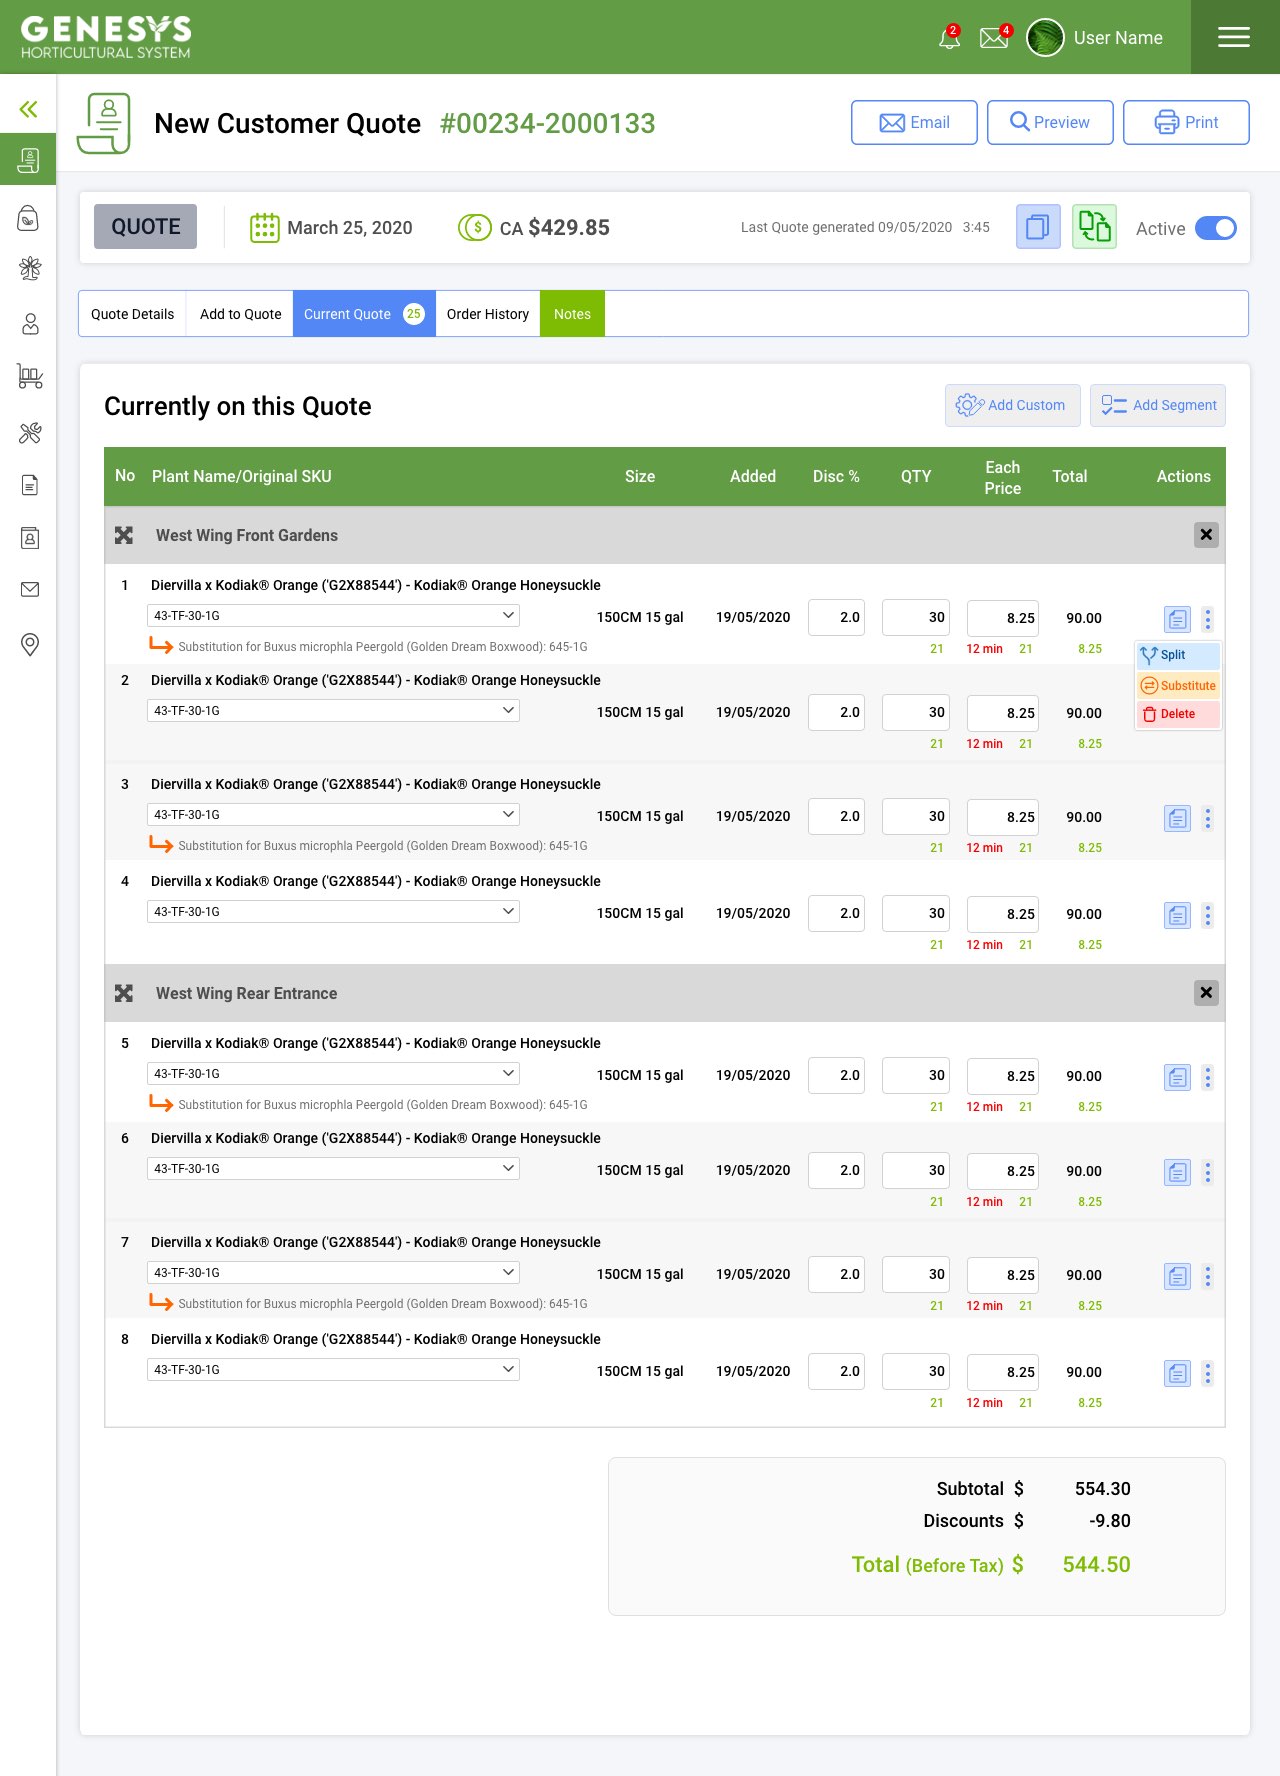 GENESYS
HORTICULTURAL SYSTEM
2
4
User Name
New Customer Quote #00234-2000133
Email
Preview
Print
QUOTE
March 25, 2020
CA $429.85
Last Quote generated 09/05/2020 3:45
Active
Quote Details
Add to Quote
Current Quote 25
Order History
Notes
Currently on this Quote
Add Custom
Add Segment
No Plant Name/Original SKU Size Added Disc % QTY Each Price Total Actions
West Wing Front Gardens
1 Diervilla x Kodiak® Orange ('G2X88544') - Kodiak® Orange Honeysuckle
43-TF-30-1G 150CM 15 gal 19/05/2020 2.0 30 8.25 90.00
Substitution for Buxus microphla Peergold (Golden Dream Boxwood): 645-1G 21 12 min 21 8.25
Split
Substitute
Delete
2 Diervilla x Kodiak® Orange ('G2X88544') - Kodiak® Orange Honeysuckle
43-TF-30-1G 150CM 15 gal 19/05/2020 2.0 30 8.25 90.00
21 12 min 21 8.25
3 Diervilla x Kodiak® Orange ('G2X88544') - Kodiak® Orange Honeysuckle
43-TF-30-1G 150CM 15 gal 19/05/2020 2.0 30 8.25 90.00
Substitution for Buxus microphla Peergold (Golden Dream Boxwood): 645-1G 21 12 min 21 8.25
4 Diervilla x Kodiak® Orange ('G2X88544') - Kodiak® Orange Honeysuckle
43-TF-30-1G 150CM 15 gal 19/05/2020 2.0 30 8.25 90.00
21 12 min 21 8.25
West Wing Rear Entrance
5 Diervilla x Kodiak® Orange ('G2X88544') - Kodiak® Orange Honeysuckle
43-TF-30-1G 150CM 15 gal 19/05/2020 2.0 30 8.25 90.00
Substitution for Buxus microphla Peergold (Golden Dream Boxwood): 645-1G 21 12 min 21 8.25
6 Diervilla x Kodiak® Orange ('G2X88544') - Kodiak® Orange Honeysuckle
43-TF-30-1G 150CM 15 gal 19/05/2020 2.0 30 8.25 90.00
21 12 min 21 8.25
7 Diervilla x Kodiak® Orange ('G2X88544') - Kodiak® Orange Honeysuckle
43-TF-30-1G 150CM 15 gal 19/05/2020 2.0 30 8.25 90.00
Substitution for Buxus microphla Peergold (Golden Dream Boxwood): 645-1G 21 12 min 21 8.25
8 Diervilla x Kodiak® Orange ('G2X88544') - Kodiak® Orange Honeysuckle
43-TF-30-1G 150CM 15 gal 19/05/2020 2.0 30 8.25 90.00
21 12 min 21 8.25
Subtotal $ 554.30
Discounts $ -9.80
Total (Before Tax) $ 544.50